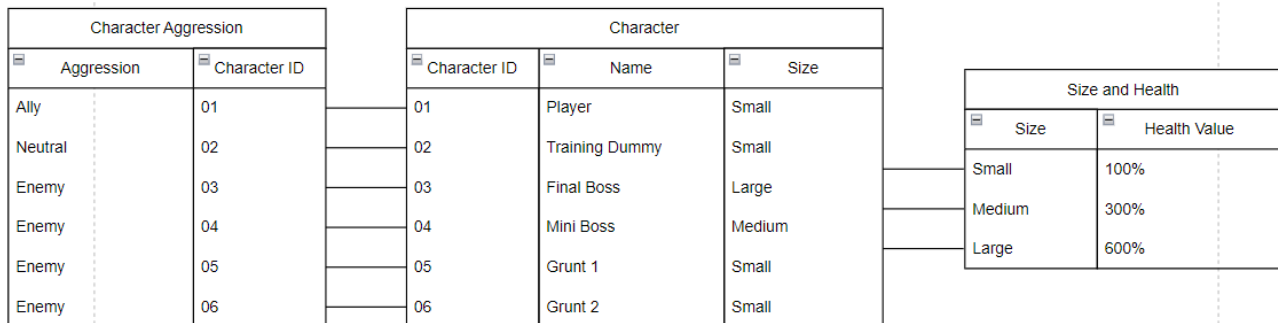 Character Aggression
Aggression Character ID
Ally 01
Neutral 02
Enemy 03
Enemy 04
Enemy 05
Enemy 06
Character
Character ID Name Size
01 Player Small
02 Training Dummy Small
03 Final Boss Large
04 Mini Boss Medium
05 Grunt 1 Small
06 Grunt 2 Small
Size and Health
Size Health Value
Small 100%
Medium 300%
Large 600%